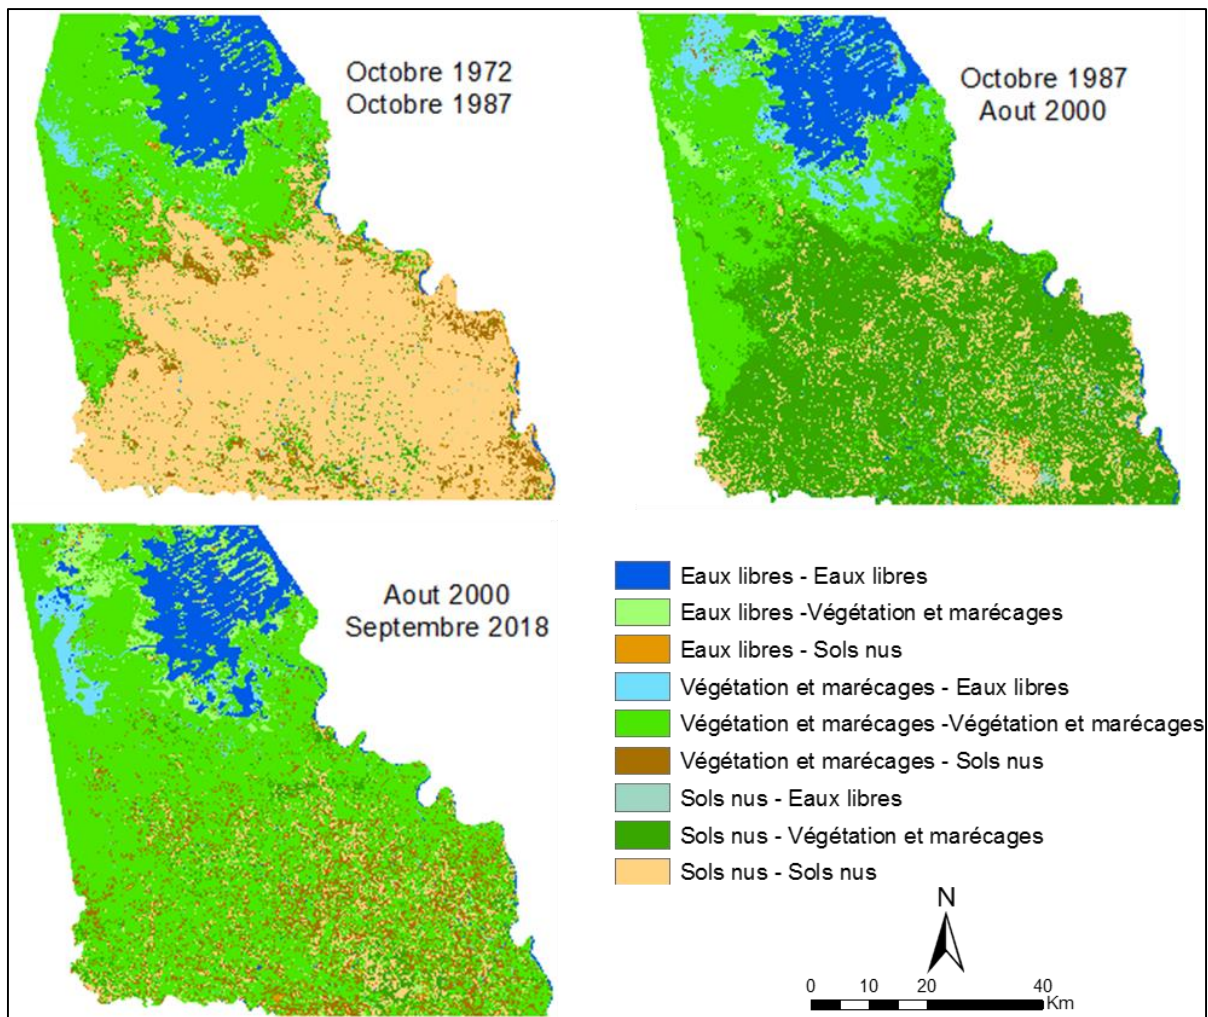 Octobre 1972
Octobre 1987
Octobre 1987
Aout 2000
Aout 2000
Septembre 2018
Eaux libres - Eaux libres
Eaux libres -Végétation et marécages
Eaux libres - Sols nus
Végétation et marécages - Eaux libres
Végétation et marécages -Végétation et marécages
Végétation et marécages - Sols nus
Sols nus - Eaux libres
Sols nus - Végétation et marécages
Sols nus - Sols nus
N
0 10 20 40
Km